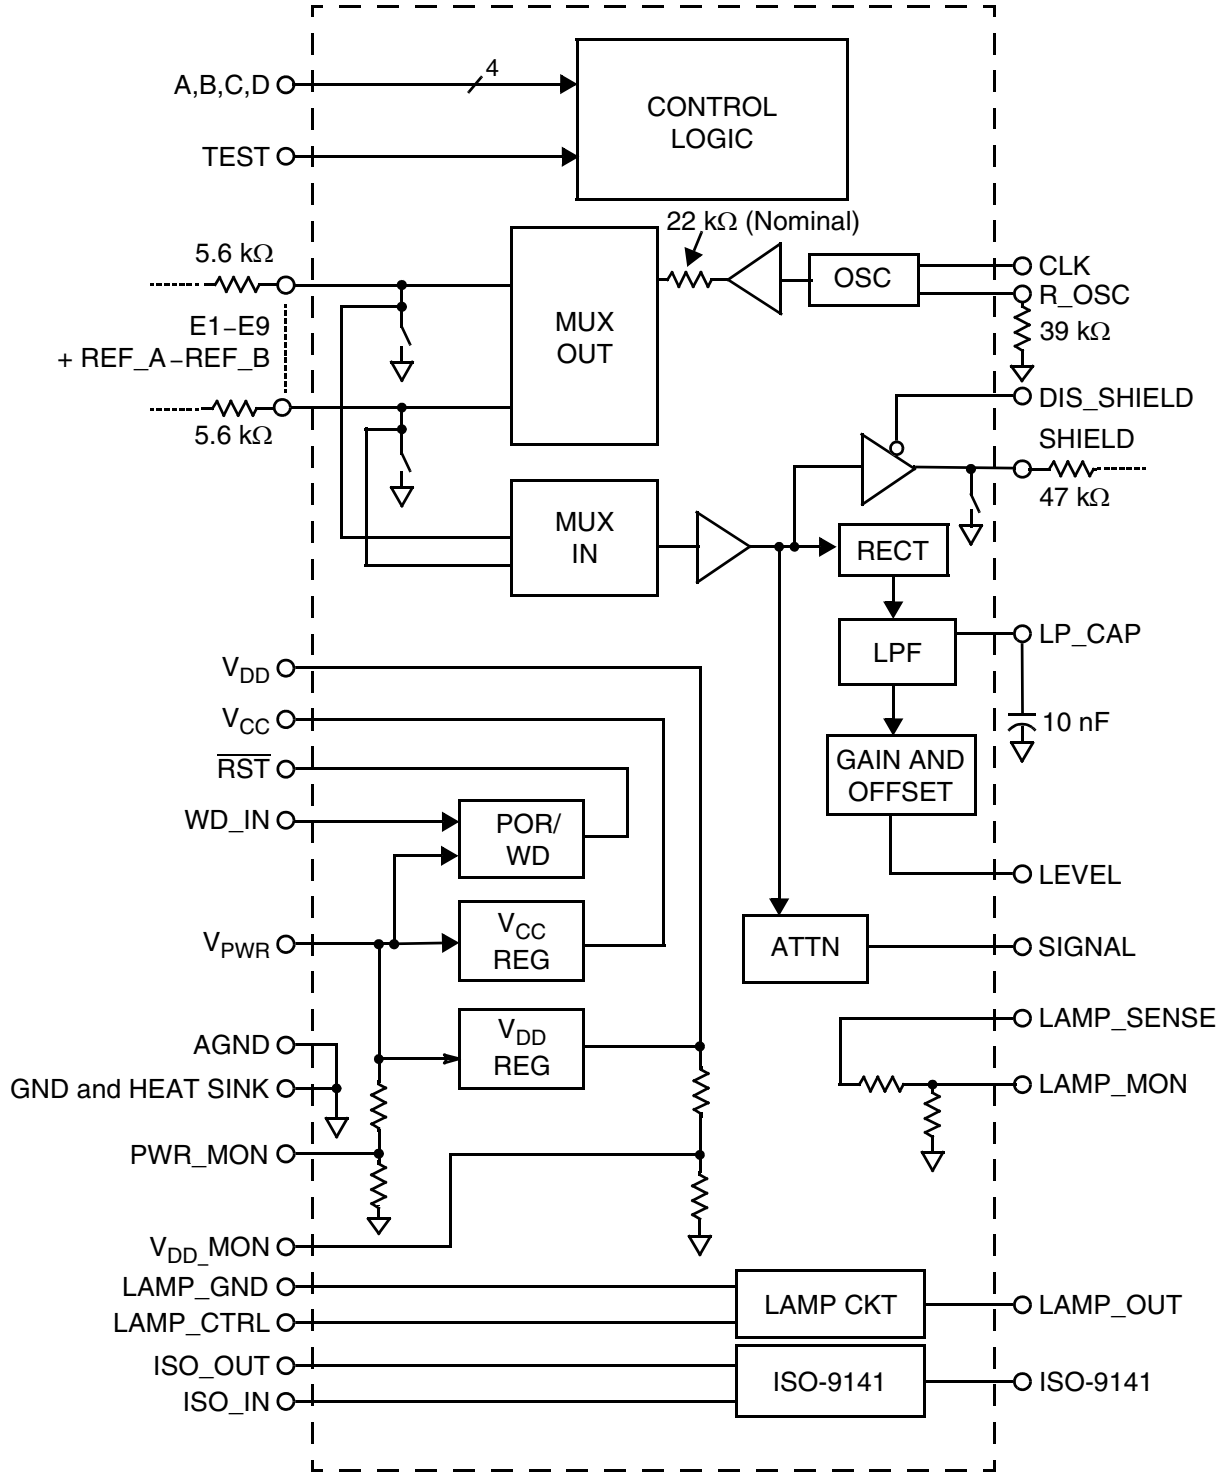 A,B,C,D
4
CONTROL
LOGIC
TEST
22 kΩ (Nominal)
5.6 kΩ
MUX
OUT
OSC
CLK
R_OSC
39 kΩ
E1–E9
+ REF_A–REF_B
5.6 kΩ
DIS_SHIELD
SHIELD
47 kΩ
MUX
IN
RECT
LPF
LP_CAP
10 nF
GAIN AND
OFFSET
LEVEL
VDD
VCC
RST
WD_IN
POR/
WD
VPWR
VCC
REG
ATTN
SIGNAL
AGND
VDD
REG
LAMP_SENSE
GND and HEAT SINK
LAMP_MON
PWR_MON
VDD_MON
LAMP_GND
LAMP_CTRL
LAMP CKT
LAMP_OUT
ISO_OUT
ISO_IN
ISO-9141
ISO-9141